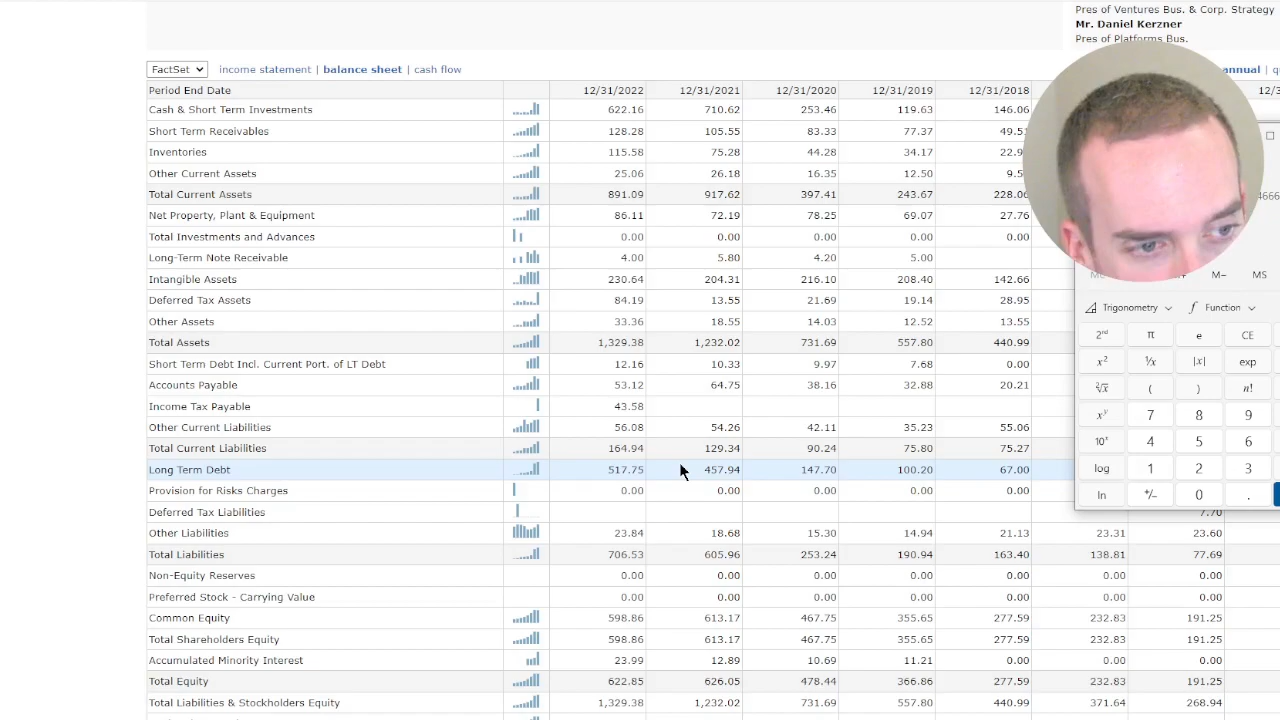 Pres of Ventures Bus. & Corp. Strategy
Mr. Daniel Kerzner
Pres of Platforms Bus.
FactSet income statement | balance sheet | cash flow annual |
Period End Date 12/31/2022 12/31/2021 12/31/2020 12/31/2019 12/31/2018
Cash & Short Term Investments 622.16 710.62 253.46 119.63 146.06
Short Term Receivables 128.28 105.55 83.33 77.37 49.5
Inventories 115.58 75.28 44.28 34.17 22.9
Other Current Assets 25.06 26.18 16.35 12.50 9.5
Total Current Assets 891.09 917.62 397.41 243.67 228.06
Net Property, Plant & Equipment 86.11 72.19 78.25 69.07 27.76
Total Investments and Advances 0.00 0.00 0.00 0.00 0.00
Long-Term Note Receivable 4.00 5.80 4.20 5.00
Intangible Assets 230.64 204.31 216.10 208.40 142.66
M- MS
Deferred Tax Assets 84.19 13.55 21.69 19.14 28.95
Trigonometry Function
Other Assets 33.36 18.55 14.03 12.52 13.55
2nd π e CE
Total Assets 1,329.38 1,232.02 731.69 557.80 440.99
x² ¹/x |x| exp
Short Term Debt Incl. Current Port. of LT Debt 12.16 10.33 9.97 7.68 0.00
²√x ( ) n!
Accounts Payable 53.12 64.75 38.16 32.88 20.21
Income Tax Payable 43.58
xʸ 7 8 9
Other Current Liabilities 56.08 54.26 42.11 35.23 55.06
10ˣ 4 5 6
Total Current Liabilities 164.94 129.34 90.24 75.80 75.27
log 1 2 3
Long Term Debt 517.75 457.94 147.70 100.20 67.00
ln +/- 0 .
Provision for Risks Charges 0.00 0.00 0.00 0.00 0.00
Deferred Tax Liabilities 7.70
Other Liabilities 23.84 18.68 15.30 14.94 21.13 23.31 23.60
Total Liabilities 706.53 605.96 253.24 190.94 163.40 138.81 77.69
Non-Equity Reserves 0.00 0.00 0.00 0.00 0.00 0.00 0.00
Preferred Stock - Carrying Value 0.00 0.00 0.00 0.00 0.00 0.00 0.00
Common Equity 598.86 613.17 467.75 355.65 277.59 232.83 191.25
Total Shareholders Equity 598.86 613.17 467.75 355.65 277.59 232.83 191.25
Accumulated Minority Interest 23.99 12.89 10.69 11.21 0.00 0.00 0.00
Total Equity 622.85 626.05 478.44 366.86 277.59 232.83 191.25
Total Liabilities & Stockholders Equity 1,329.38 1,232.02 731.69 557.80 440.99 371.64 268.94